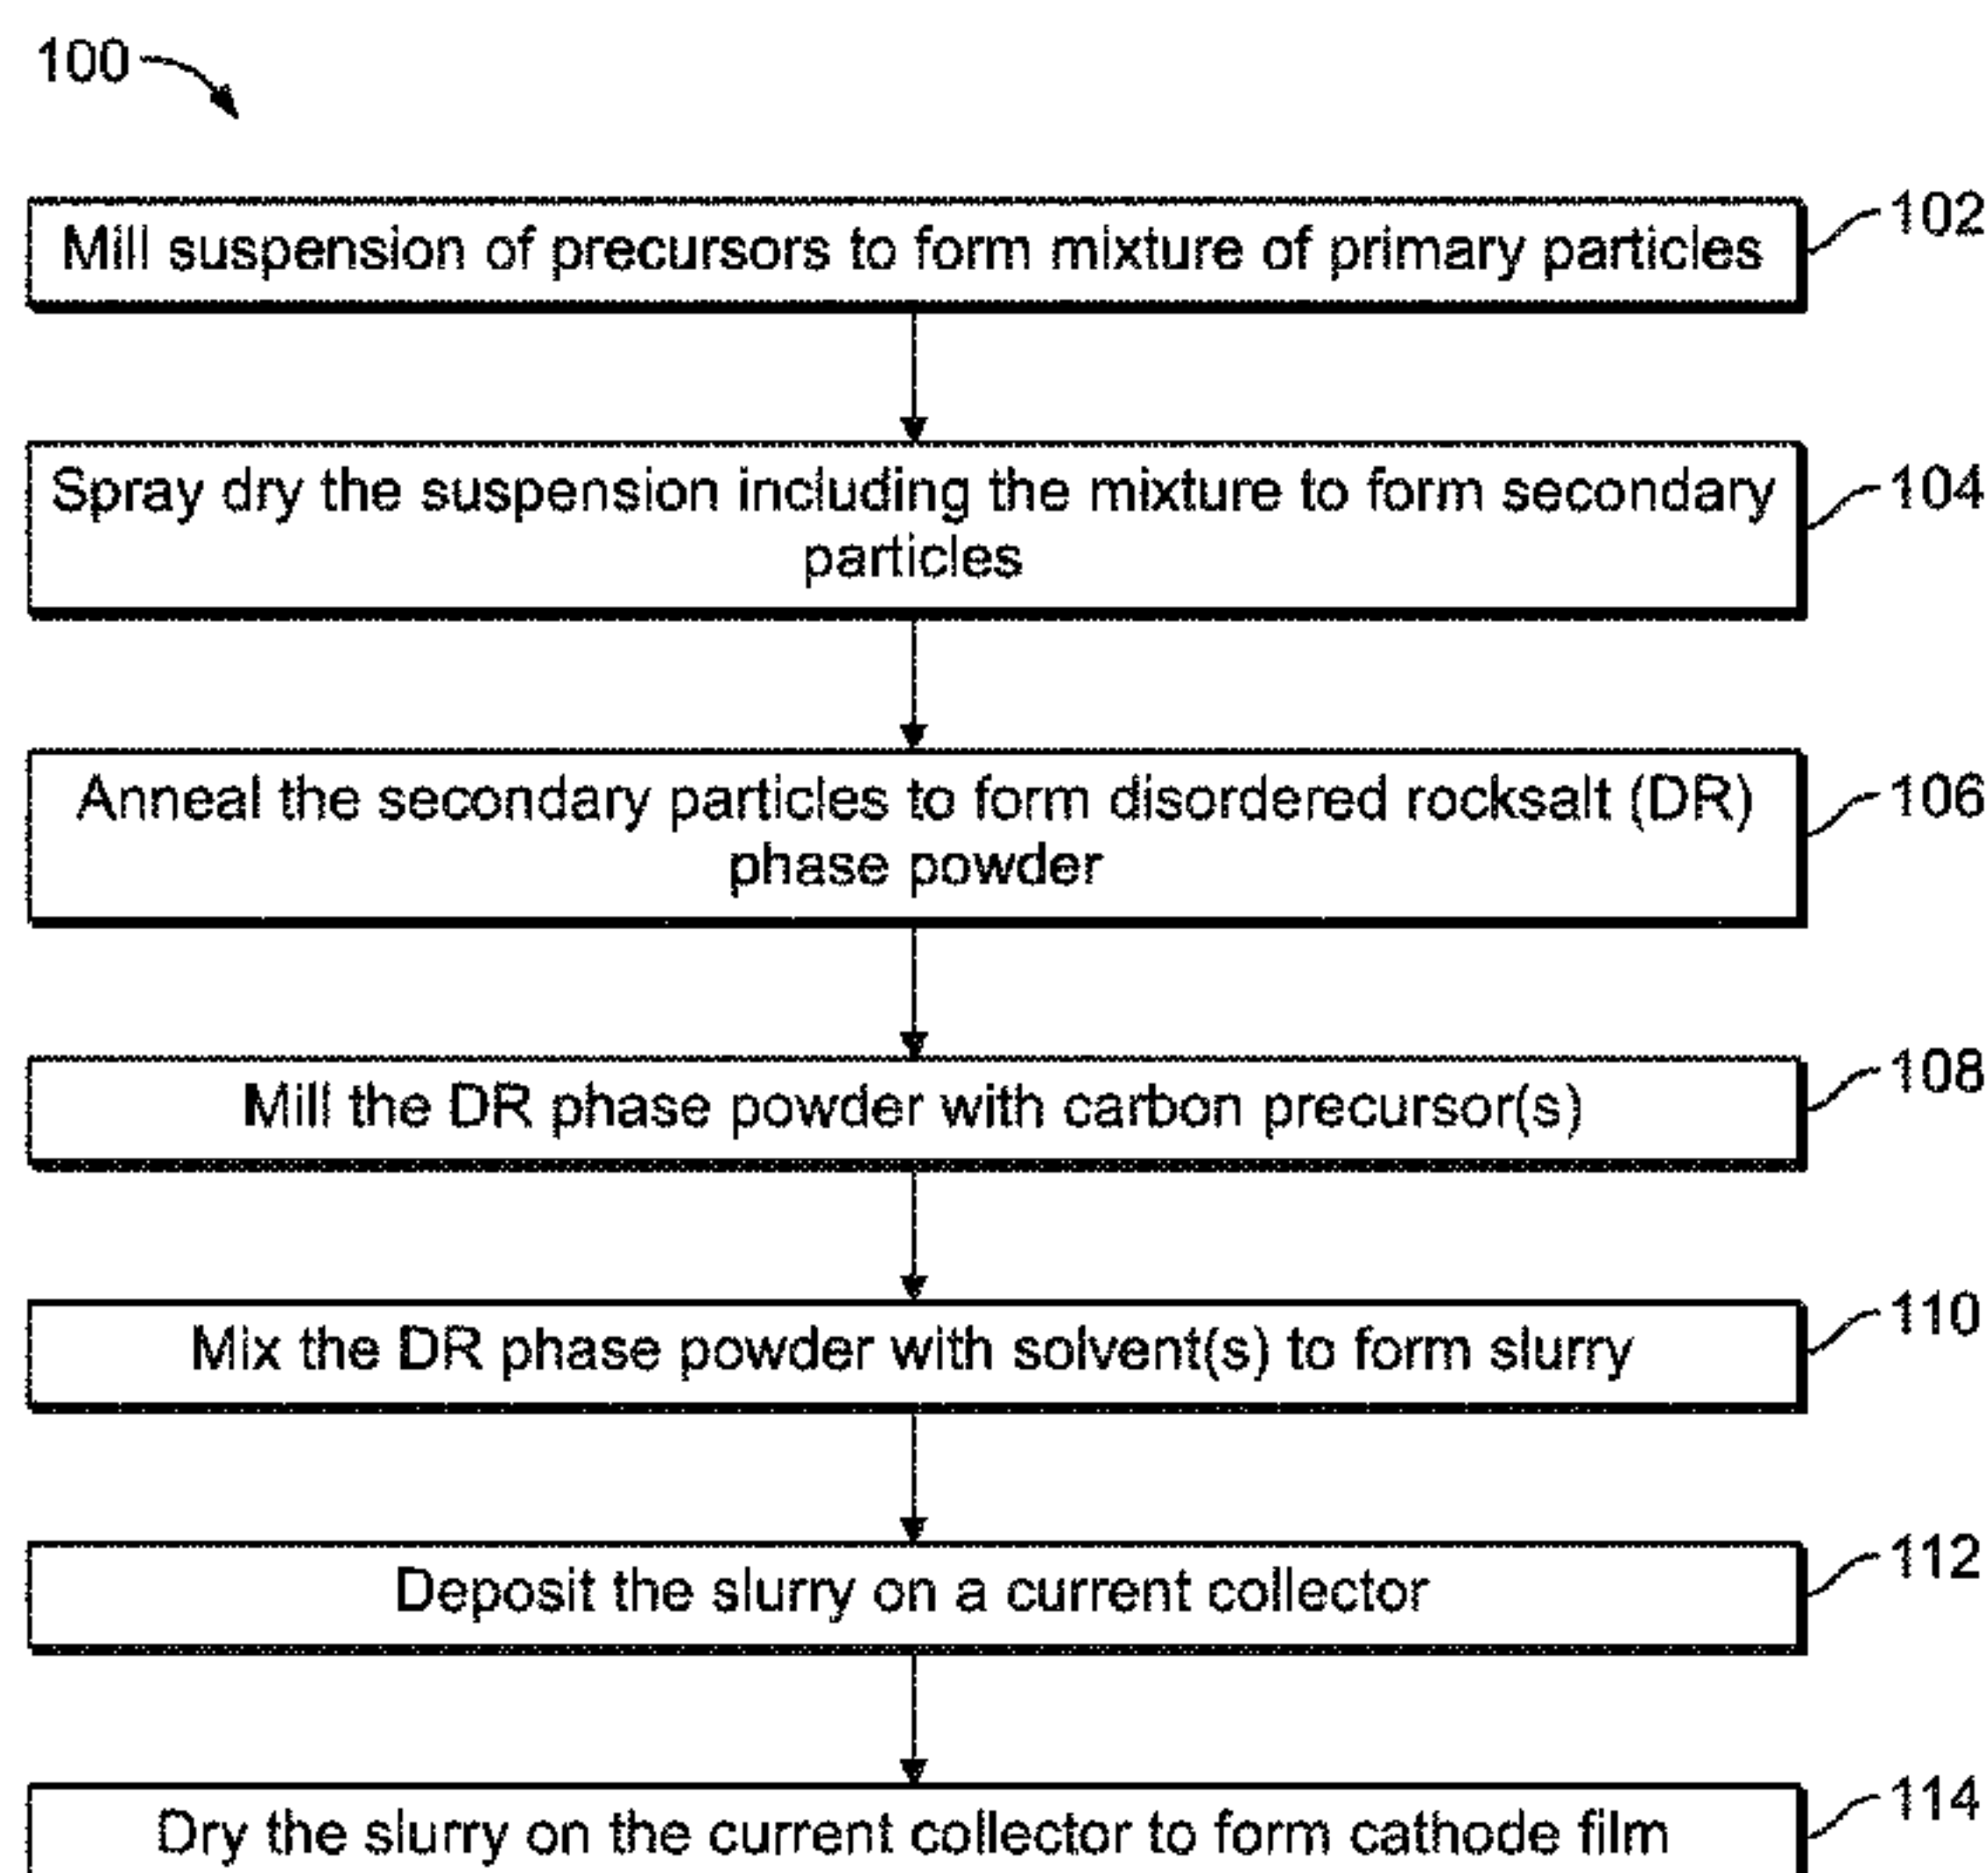 100
Mill suspension of precursors to form mixture of primary particles
102
Spray dry the suspension including the mixture to form secondary
particles
104
Anneal the secondary particles to form disordered rocksalt (DR)
phase powder
106
Mill the DR phase powder with carbon precursor(s)
108
Mix the DR phase powder with solvent(s) to form slurry
110
Deposit the slurry on a current collector
112
Dry the slurry on the current collector to form cathode film
114